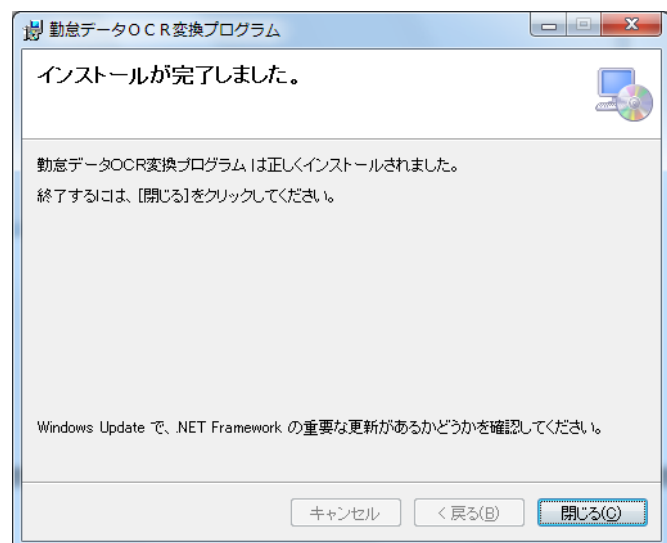 勤怠データOCR変換プログラム
インストールが完了しました。
勤怠データOCR変換プログラム は正しくインストールされました。
終了するには、[閉じる]をクリックしてください。
Windows Update で、.NET Framework の重要な更新があるかどうかを確認してください。
キャンセル
< 戻る(B)
閉じる(C)